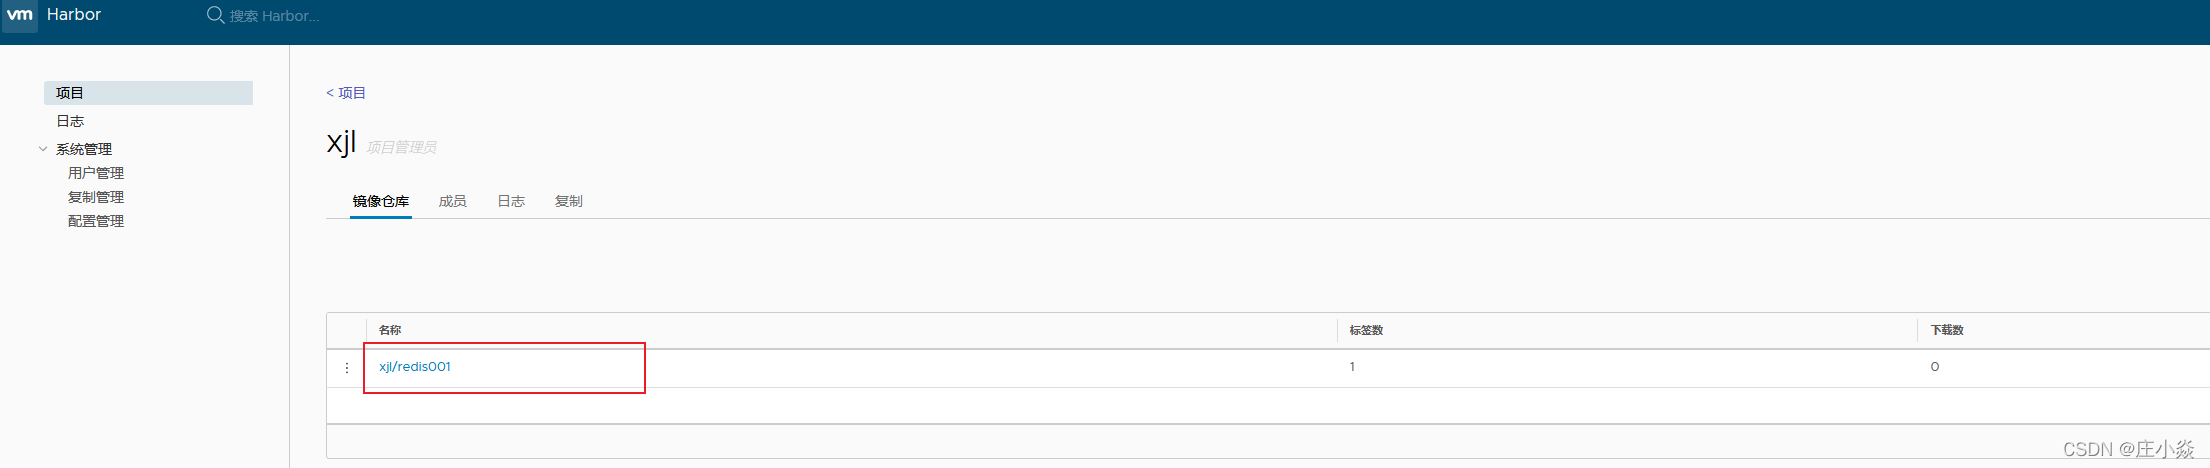 vm Harbor 搜索 Harbor...
项目
日志
系统管理
用户管理
复制管理
配置管理
< 项目
xjl 项目管理员
镜像仓库 成员 日志 复制
名称 标签数 下载数
xjl/redis001 1 0
CSDN @庄小焱